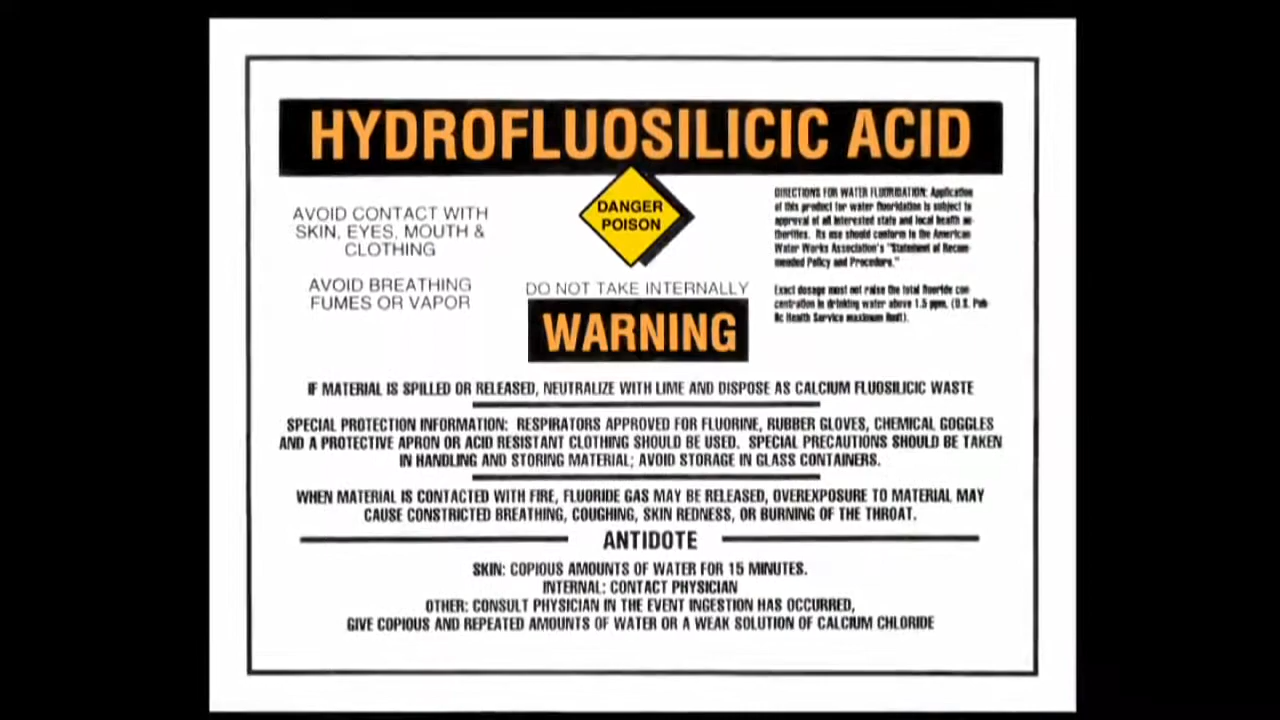 HYDROFLUOSILICIC ACID
AVOID CONTACT WITH
SKIN, EYES, MOUTH &
CLOTHING
AVOID BREATHING
FUMES OR VAPOR
DANGER
POISON
DO NOT TAKE INTERNALLY
WARNING
DIRECTIONS FOR WATER FLUORIDATION: Application
of this product for water fluoridation is subject to
approval of all interested state and local health au-
thorities. Its use should conform to the American
Water Works Association's "Statement of Recom-
mended Policy and Procedure."
Exact dosage must not raise the total fluoride con-
centration in drinking water above 1.5 ppm. (U.S. Pub-
lic Health Service maximum limit).
IF MATERIAL IS SPILLED OR RELEASED, NEUTRALIZE WITH LIME AND DISPOSE AS CALCIUM FLUOSILICIC WASTE
SPECIAL PROTECTION INFORMATION: RESPIRATORS APPROVED FOR FLUORINE, RUBBER GLOVES, CHEMICAL GOGGLES
AND A PROTECTIVE APRON OR ACID RESISTANT CLOTHING SHOULD BE USED. SPECIAL PRECAUTIONS SHOULD BE TAKEN
IN HANDLING AND STORING MATERIAL; AVOID STORAGE IN GLASS CONTAINERS.
WHEN MATERIAL IS CONTACTED WITH FIRE, FLUORIDE GAS MAY BE RELEASED, OVEREXPOSURE TO MATERIAL MAY
CAUSE CONSTRICTED BREATHING, COUGHING, SKIN REDNESS, OR BURNING OF THE THROAT.
ANTIDOTE
SKIN: COPIOUS AMOUNTS OF WATER FOR 15 MINUTES.
INTERNAL: CONTACT PHYSICIAN
OTHER: CONSULT PHYSICIAN IN THE EVENT INGESTION HAS OCCURRED,
GIVE COPIOUS AND REPEATED AMOUNTS OF WATER OR A WEAK SOLUTION OF CALCIUM CHLORIDE